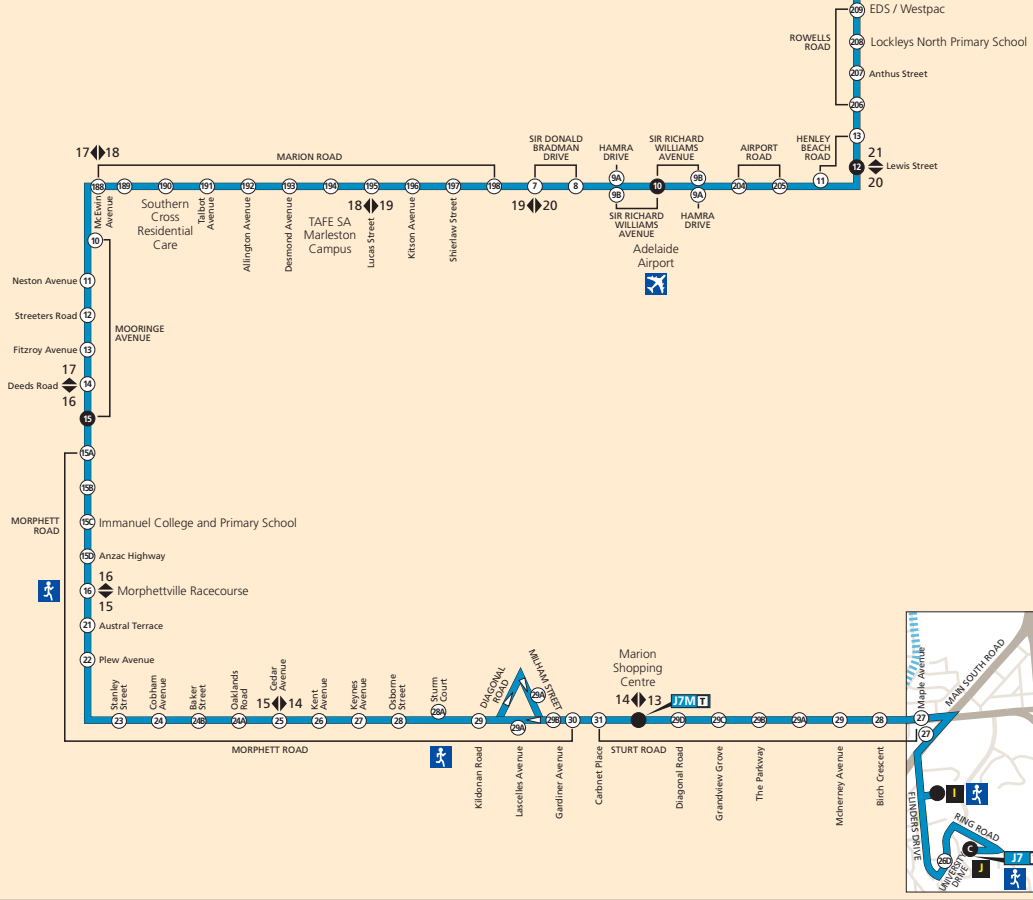 209
EDS / Westpac
ROWELLS
ROAD
208
Lockleys North Primary School
207
Anthus Street
206
13
HENLEY
BEACH
ROAD
21
12
Lewis Street
20
11
17
18
MARION ROAD
SIR DONALD
BRADMAN
DRIVE
HAMRA
DRIVE
SIR RICHARD
WILLIAMS
AVENUE
AIRPORT
ROAD
188
189
190
191
192
193
194
195
196
197
198
7
8
9A
9B
10
9B
9A
204
205
McEwin
Avenue
Southern
Cross
Residential
Care
Talbot
Avenue
Allington Avenue
Desmond Avenue
TAFE SA
Marleston
Campus
18
19
Lucas Street
Kitson Avenue
Shierlaw Street
19
20
SIR RICHARD
WILLIAMS
AVENUE
HAMRA
DRIVE
Adelaide
Airport
10
Neston Avenue
11
Streeters Road
12
MOORINGE
AVENUE
Fitzroy Avenue
13
17
Deeds Road
14
16
15
15A
15B
MORPHETT
ROAD
15C
Immanuel College and Primary School
15D
Anzac Highway
16
16
Morphettville Racecourse
15
21
Austral Terrace
22
Plew Avenue
Stanley
Street
Cobham
Avenue
Baker
Street
Oaklands
Road
Cedar
Avenue
15
14
Kent
Avenue
Keynes
Avenue
Osborne
Street
Sturm
Court
28A
DIAGONAL
ROAD
MILHAM STREET
29A
Marion
Shopping
Centre
14
13
J7M T
23
24
24B
24A
25
26
27
28
29
29A
29B
30
31
29D
29C
29B
29A
29
28
27
27
MORPHETT ROAD
STURT ROAD
Kildonan Road
Lascelles Avenue
Gardiner Avenue
Carbnet Place
Diagonal Road
Grandview Grove
The Parkway
McInerney Avenue
Birch Crescent
Maple Avenue
MAIN SOUTH ROAD
FLINDERS DRIVE
I
RING ROAD
C
26D
UNIVERSITY
DRIVE
J
J7